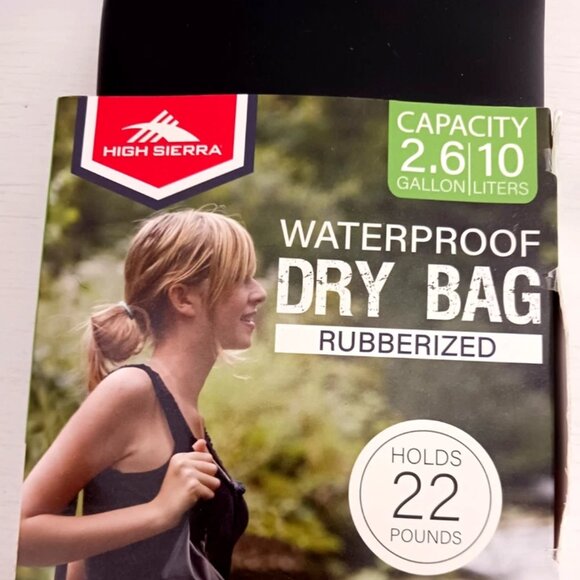 HIGH SIERRA
CAPACITY
2.6 10
GALLON LITERS
WATERPROOF
DRY BAG
RUBBERIZED
HOLDS
22
POUNDS